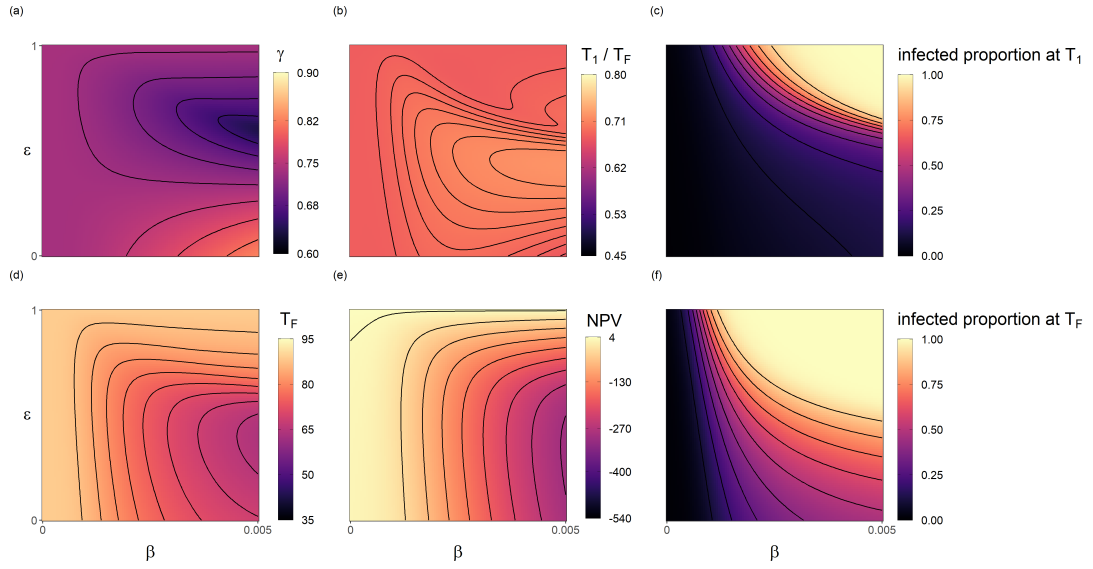 (a)
(b)
(c)
γ
T1 / TF
infected proportion at T1
1
ε
0
0.90
0.82
0.75
0.68
0.60
0.80
0.71
0.62
0.53
0.45
1.00
0.75
0.50
0.25
0.00
(d)
(e)
(f)
TF
NPV
infected proportion at TF
1
ε
0
95
80
65
50
35
4
-130
-270
-400
-540
1.00
0.75
0.50
0.25
0.00
0
0.005
0
0.005
0
0.005
β
β
β